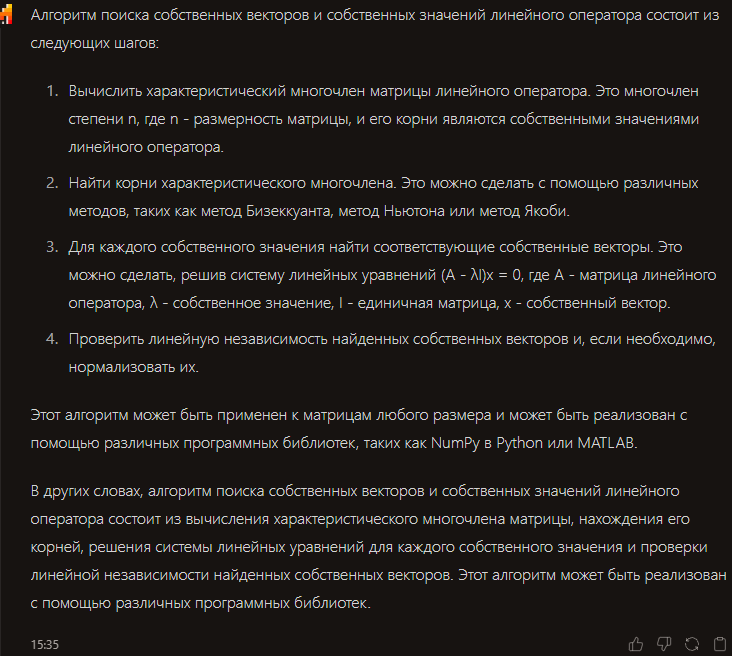 Алгоритм поиска собственных векторов и собственных значений линейного оператора состоит из
следующих шагов:
1. Вычислить характеристический многочлен матрицы линейного оператора. Это многочлен
степени n, где n - размерность матрицы, и его корни являются собственными значениями
линейного оператора.
2. Найти корни характеристического многочлена. Это можно сделать с помощью различных
методов, таких как метод Бизеккуанта, метод Ньютона или метод Якоби.
3. Для каждого собственного значения найти соответствующие собственные векторы. Это
можно сделать, решив систему линейных уравнений (A - λI)x = 0, где A - матрица линейного
оператора, λ - собственное значение, I - единичная матрица, x - собственный вектор.
4. Проверить линейную независимость найденных собственных векторов и, если необходимо,
нормализовать их.
Этот алгоритм может быть применен к матрицам любого размера и может быть реализован с
помощью различных программных библиотек, таких как NumPy в Python или MATLAB.
В других словах, алгоритм поиска собственных векторов и собственных значений линейного
оператора состоит из вычисления характеристического многочлена матрицы, нахождения его
корней, решения системы линейных уравнений для каждого собственного значения и проверки
линейной независимости найденных собственных векторов. Этот алгоритм может быть реализован
с помощью различных программных библиотек.
15:35